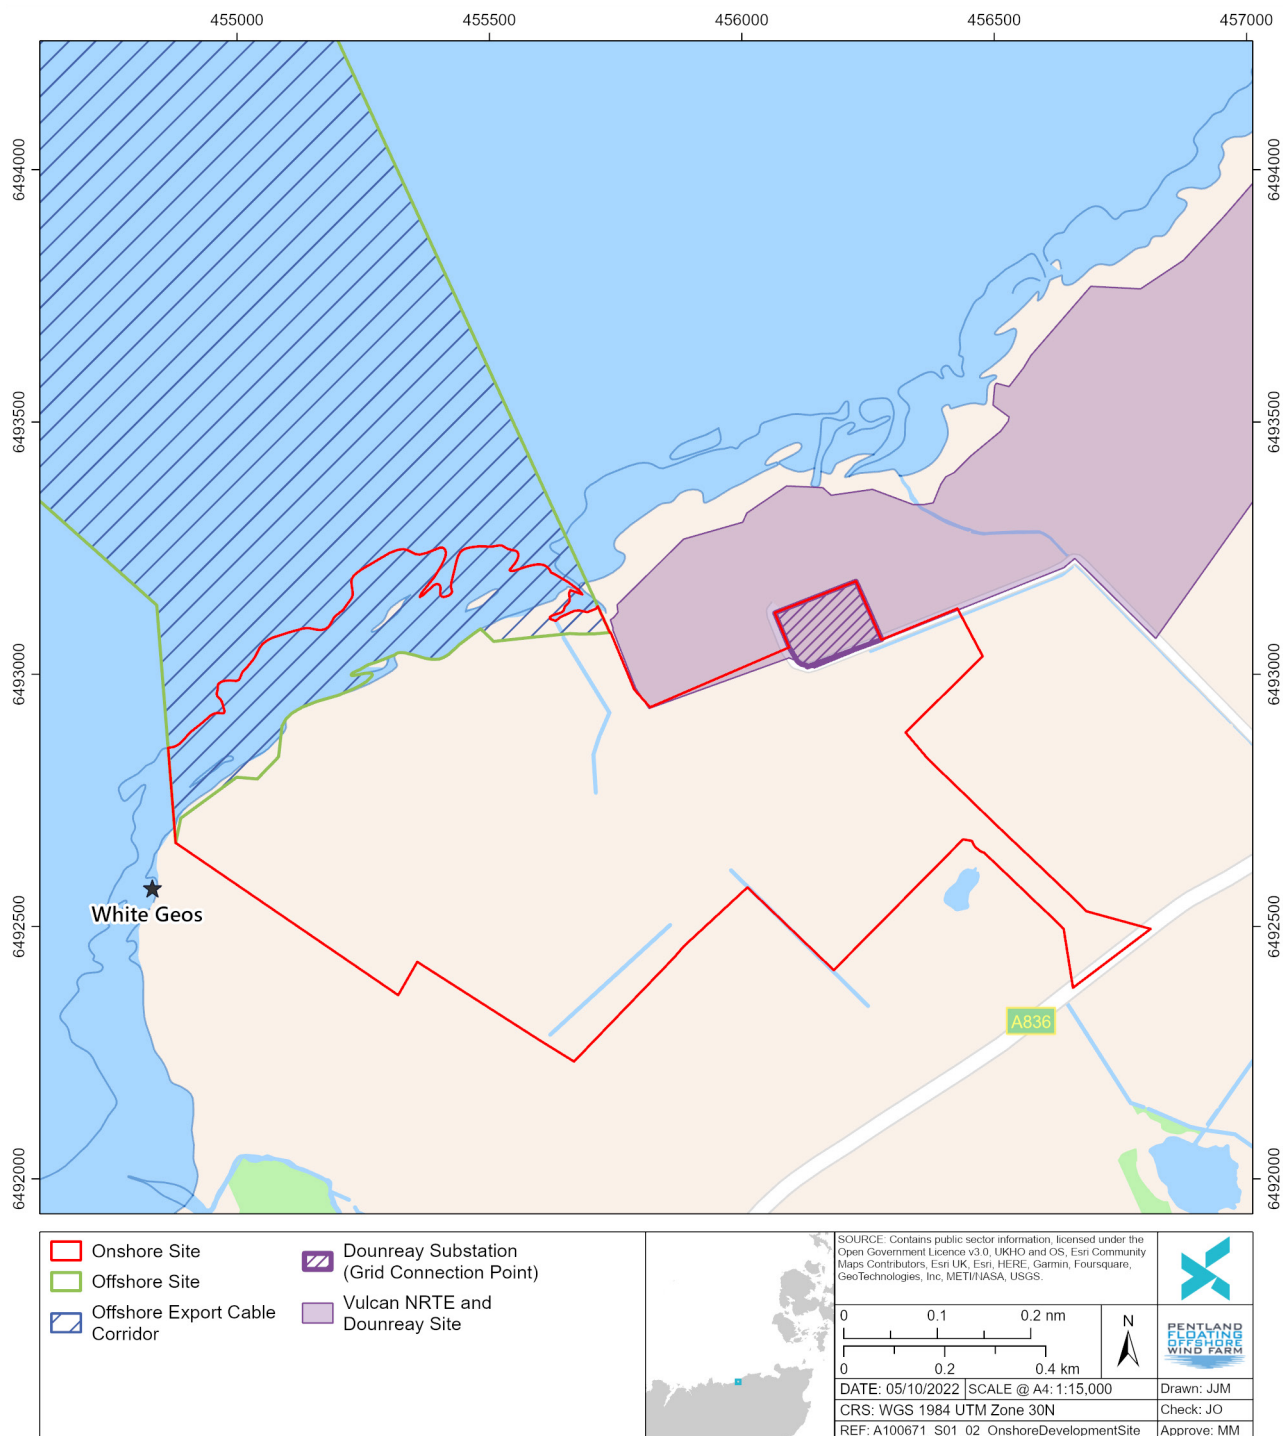 455000 455500 456000 456500 457000
6494000 6494000
6493500 6493500
6493000 6493000
6492500 6492500
6492000 6492000
White Geos
A836
Onshore Site
Offshore Site
Offshore Export Cable
Corridor
Dounreay Substation
(Grid Connection Point)
Vulcan NRTE and
Dounreay Site
SOURCE: Contains public sector information, licensed under the
Open Government Licence v3.0, UKHO and OS, Esri Community
Maps Contributors, Esri UK, Esri, HERE, Garmin, Foursquare,
GeoTechnologies, Inc, METI/NASA, USGS.
0 0.1 0.2 nm
0 0.2 0.4 km
N
PENTLAND
FLOATING
OFFSHORE
WIND FARM
DATE: 05/10/2022 SCALE @ A4: 1:15,000 Drawn: JJM
CRS: WGS 1984 UTM Zone 30N Check: JO
REF: A100671_S01_02_OnshoreDevelopmentSite Approve: MM